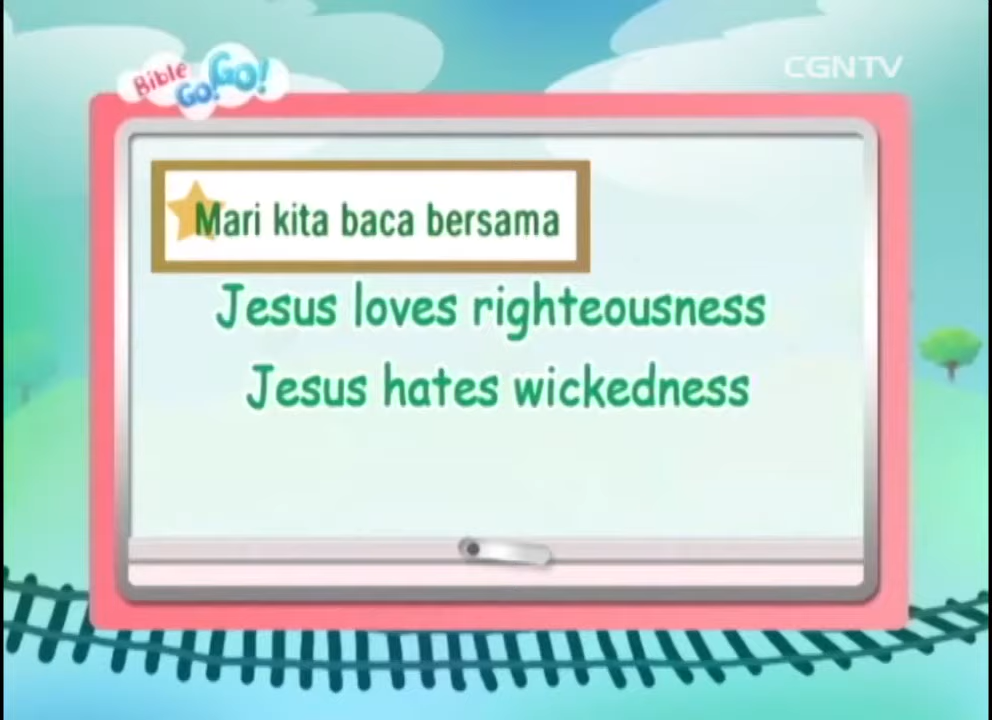 Bible
Go! Go!
CGNTV
Mari kita baca bersama
Jesus loves righteousness
Jesus hates wickedness